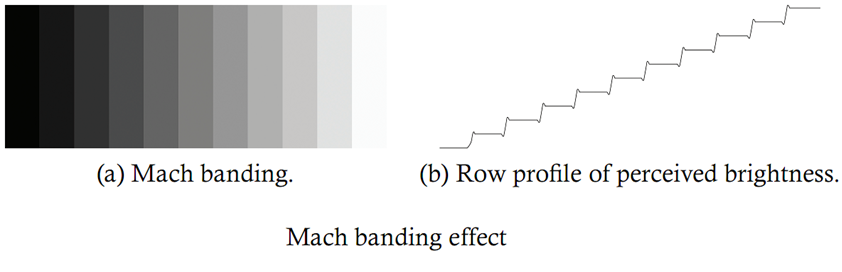 (a) Mach banding.
(b) Row profile of perceived brightness.
Mach banding effect